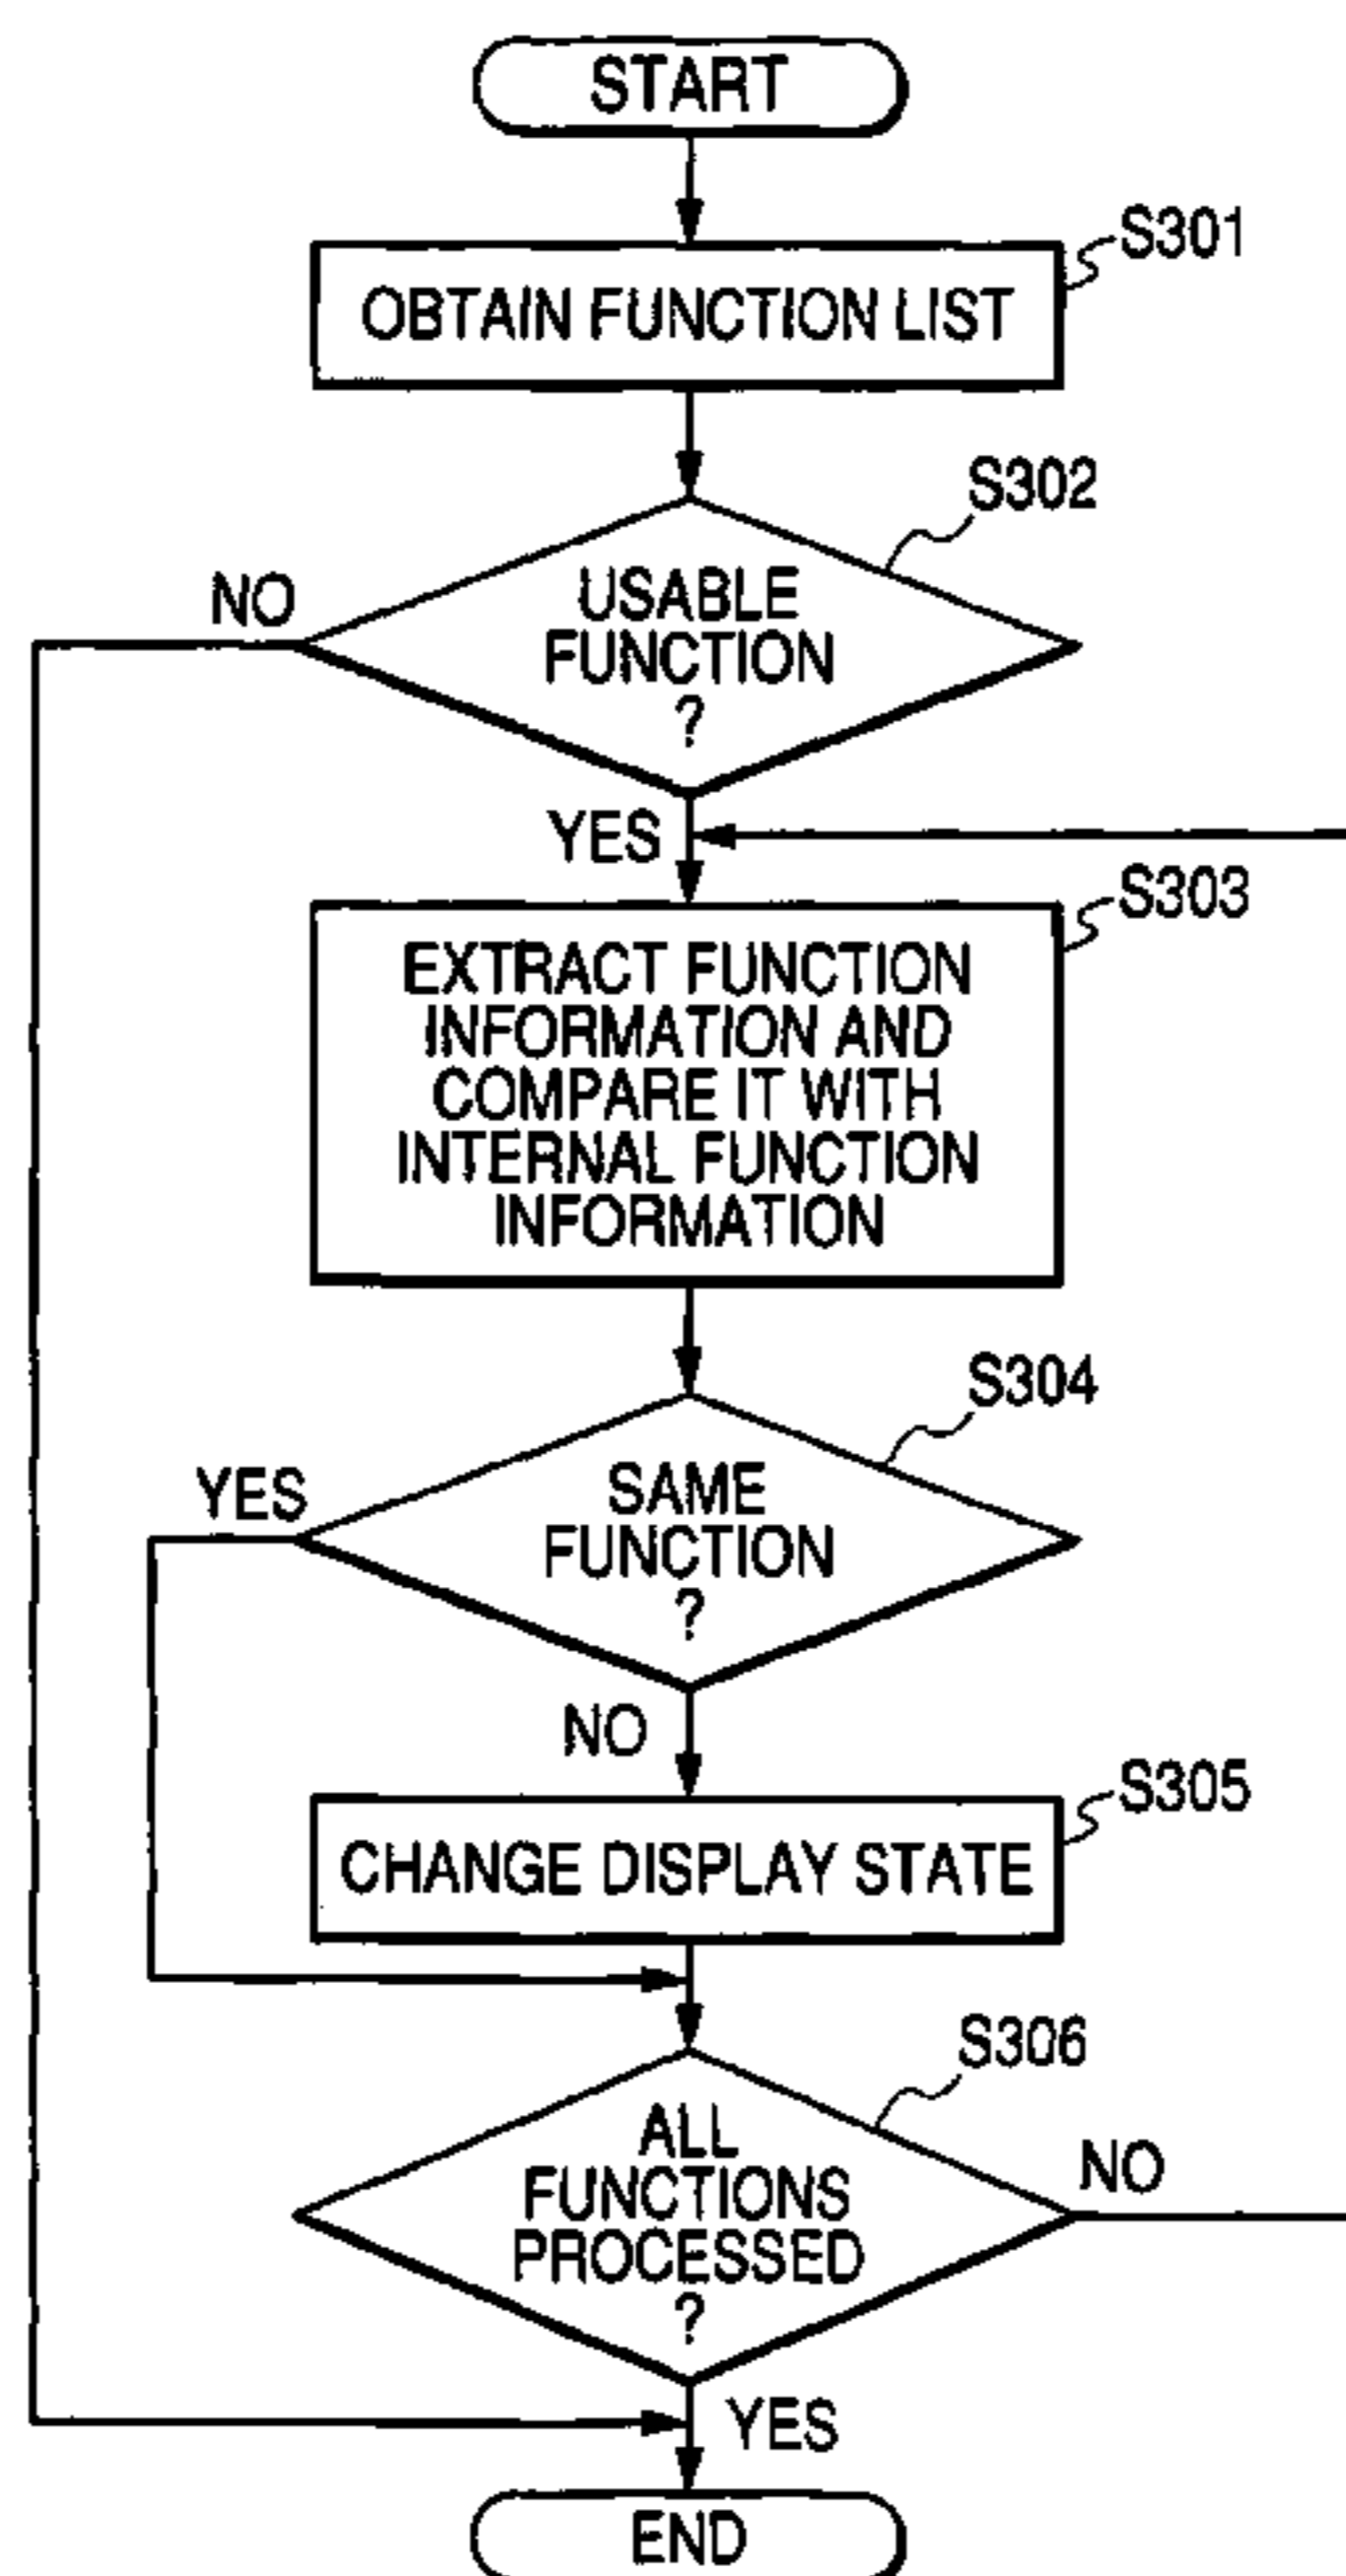 START
S301
OBTAIN FUNCTION LIST
S302
NO
USABLE
FUNCTION
?
YES
S303
EXTRACT FUNCTION
INFORMATION AND
COMPARE IT WITH
INTERNAL FUNCTION
INFORMATION
S304
YES
SAME
FUNCTION
?
NO
S305
CHANGE DISPLAY STATE
S306
ALL
FUNCTIONS
PROCESSED
?
NO
YES
END